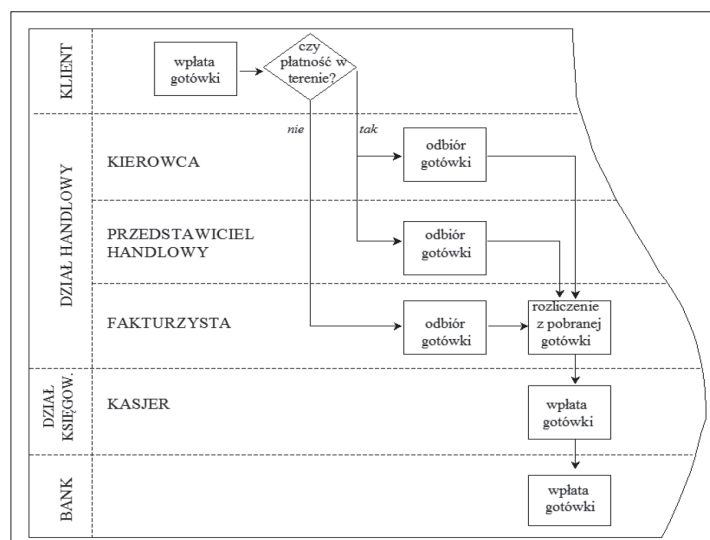 KLIENT
wpłata
gotówki
czy
płatność w
terenie?
nie
tak
DZIAŁ HANDLOWY
KIEROWCA
odbiór
gotówki
PRZEDSTAWICIEL
HANDLOWY
odbiór
gotówki
FAKTURZYSTA
odbiór
gotówki
rozliczenie
z pobranej
gotówki
DZIAŁ
KSIĘGOW.
KASJER
wpłata
gotówki
BANK
wpłata
gotówki